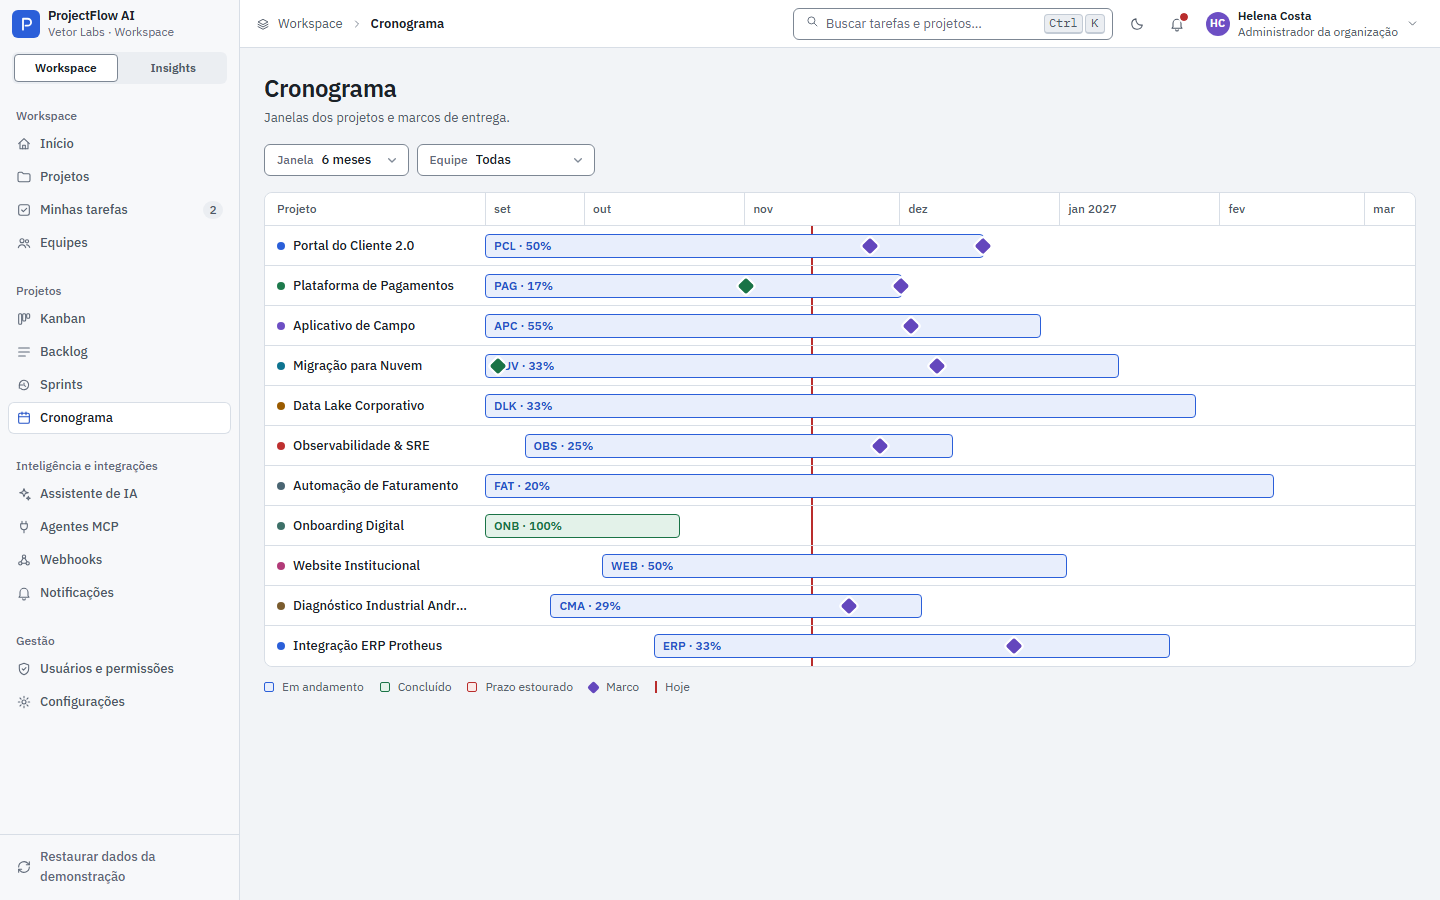 ProjectFlow AI
Vetor Labs · Workspace
Workspace
Insights
Workspace
Início
Projetos
Minhas tarefas
2
Equipes
Projetos
Kanban
Backlog
Sprints
Cronograma
Inteligência e integrações
Assistente de IA
Agentes MCP
Webhooks
Notificações
Gestão
Usuários e permissões
Configurações
Restaurar dados da
demonstração
Workspace
Cronograma
Buscar tarefas e projetos...
Ctrl K
HC
Helena Costa
Administrador da organização
Cronograma
Janelas dos projetos e marcos de entrega.
Janela 6 meses
Equipe Todas
Projeto set out nov dez jan 2027 fev mar
Portal do Cliente 2.0 PCL · 50%
Plataforma de Pagamentos PAG · 17%
Aplicativo de Campo APC · 55%
Migração para Nuvem JV · 33%
Data Lake Corporativo DLK · 33%
Observabilidade & SRE OBS · 25%
Automação de Faturamento FAT · 20%
Onboarding Digital ONB · 100%
Website Institucional WEB · 50%
Diagnóstico Industrial Andr... CMA · 29%
Integração ERP Protheus ERP · 33%
Em andamento Concluído Prazo estourado Marco Hoje